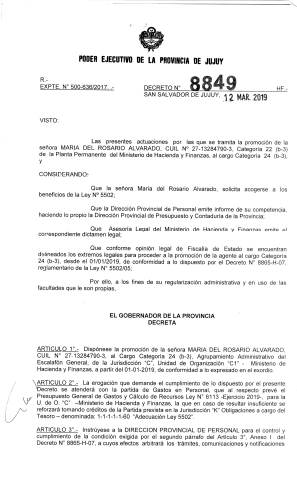 PODER EJECUTIVO DE LA PROVINCIA DE JUJUY
R.-
EXPTE. N° 500-636/2017.-
DECRETO N° 8849 HF.-
SAN SALVADOR DE JUJUY, 12 MAR. 2019
VISTO:
Las presentes actuaciones por las que se tramita la promoción de la
señora MARIA DEL ROSARIO ALVARADO, CUIL N° 27-13284790-3, Categoría 22 (b-3)
de la Planta Permanente del Ministerio de Hacienda y Finanzas, al cargo Categoría 24 (b-3),
y
CONSIDERANDO:
Que la señora María del Rosario Alvarado, solicita acogerse a los
beneficios de la Ley N° 5502;
Que la Dirección Provincial de Personal emite informe de su competencia,
haciendo lo propio la Dirección Provincial de Presupuesto y Contaduría de la Provincia;
Que Asesoría Legal del Ministerio de Hacienda y Finanzas emite el
correspondiente dictamen legal;
Que conforme opinión legal de Fiscalía de Estado se encuentran
delineados los extremos legales para proceder a la promoción de la agente al cargo Categoría
24 (b-3), desde el 01/01/2019, de conformidad a lo dispuesto por el Decreto N° 8865-H-07,
reglamentario de la Ley N° 5502/05;
Por ello, a los fines de su regularización administrativa y en uso de las
facultades que le son propias,
EL GOBERNADOR DE LA PROVINCIA
DECRETA
ARTICULO 1°.- Dispónese la promoción de la señora MARIA DEL ROSARIO ALVARADO,
CUIL N° 27-13284790-3, al Cargo Categoría 24 (b-3), Agrupamiento Administrativo del
Escalafón General, de la Jurisdicción "C", Unidad de Organización "C1" - Ministerio de
Hacienda y Finanzas, a partir del 01-01-2019, de conformidad a lo expresado en el exordio.
ARTICULO 2°.- La erogación que demande el cumplimiento de lo dispuesto por el presente
Decreto se atenderá con la partida de Gastos en Personal, que al respecto prevé el
Presupuesto General de Gastos y Cálculo de Recursos Ley N° 6113 -Ejercicio 2019-, para la
U. de O. "C" –Ministerio de Hacienda y Finanzas, la que en caso de resultar insuficiente se
reforzará tomando créditos de la Partida prevista en la Jurisdicción "K" Obligaciones a cargo del
Tesoro – denominada: 1-1-1-1-1-60 "Adecuación Ley 5502".
ARTICULO 3°.- Instrúyese a la DIRECCION PROVINCIAL DE PERSONAL para el control y
cumplimiento de la condición exigida por el segundo párrafo del Artículo 3°, Anexo I del
Decreto N° 8865-H-07, a cuyos efectos arbitrará los trámites, comunicaciones y notificaciones